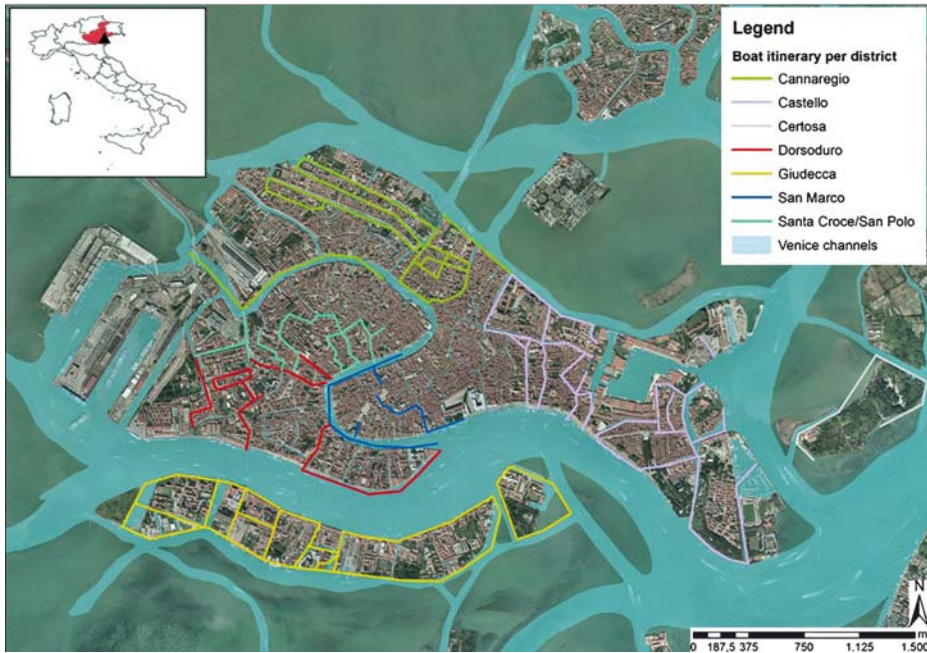 Legend
Boat itinerary per district
Cannaregio
Castello
Certosa
Dorsoduro
Giudecca
San Marco
Santa Croce/San Polo
Venice channels
N
m
0 187,5 375 750 1.125 1.500